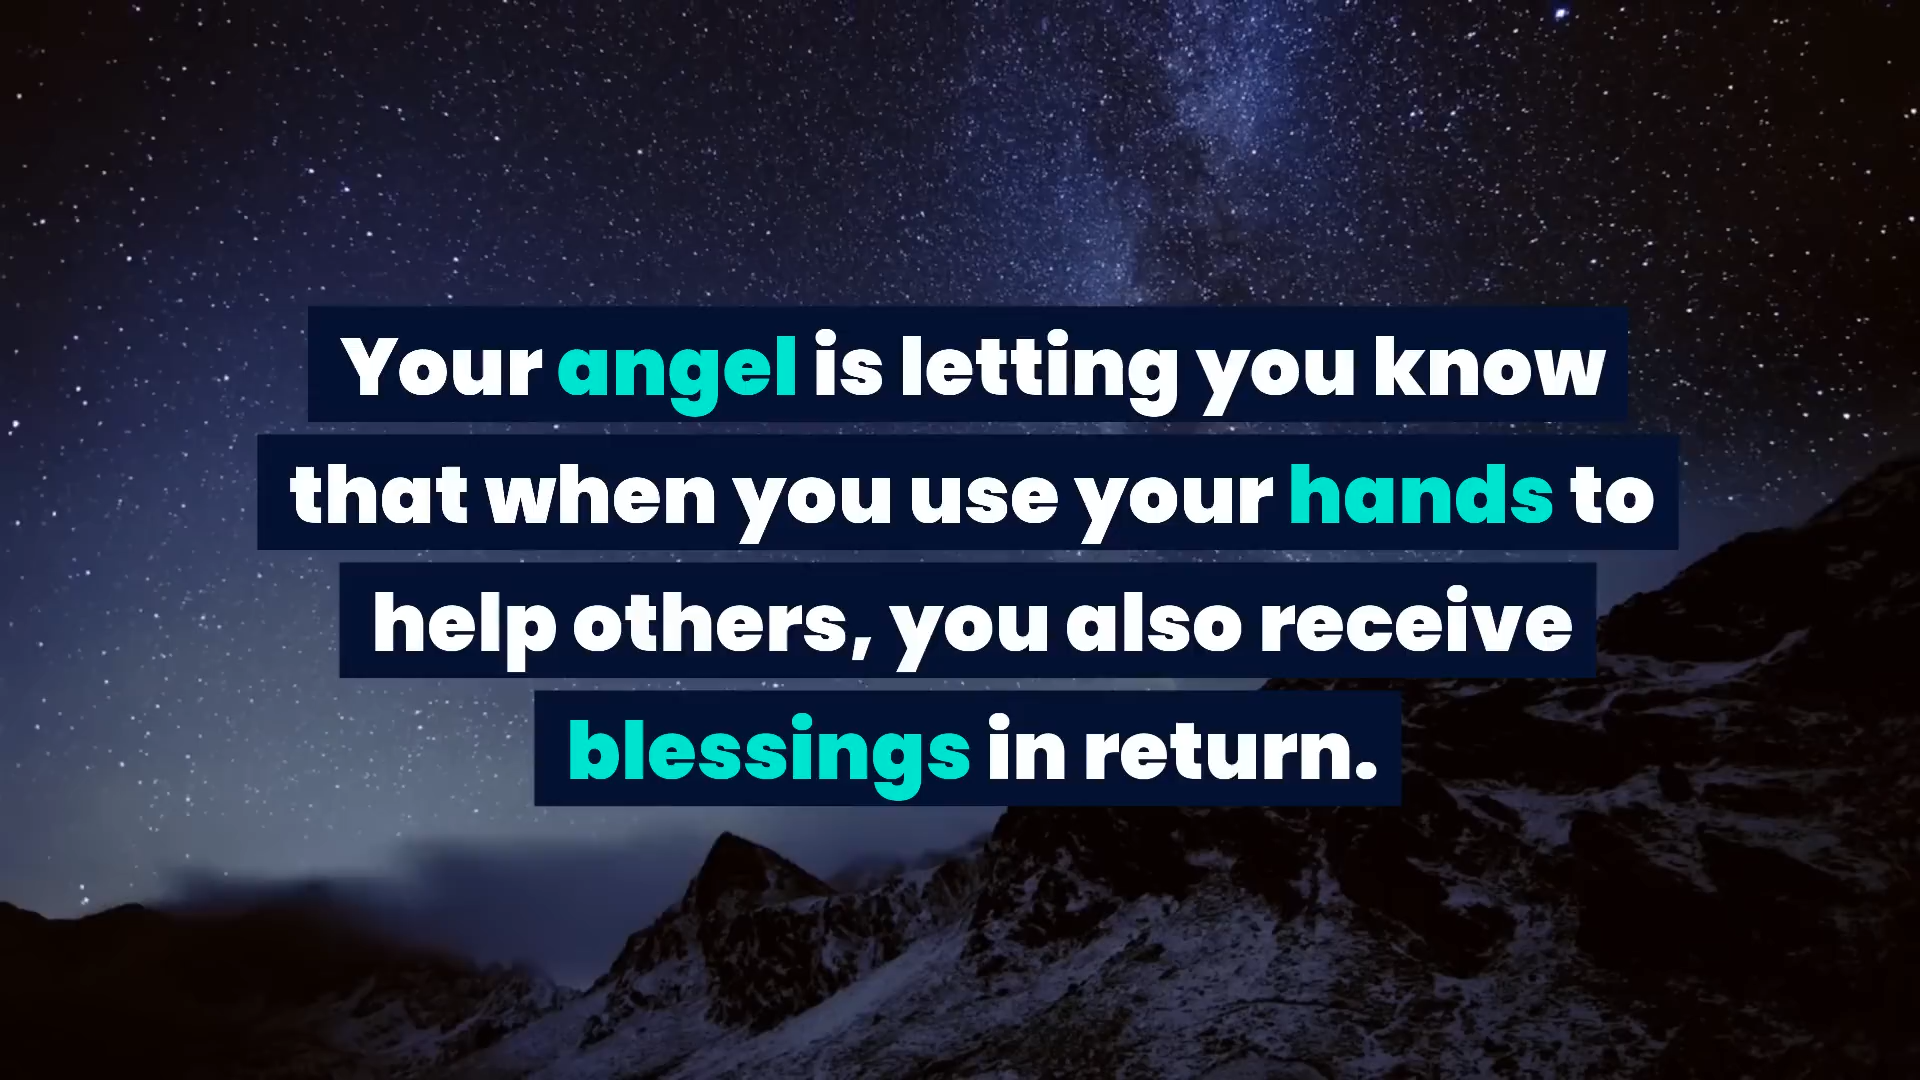 Your angel is letting you know
that when you use your hands to
help others, you also receive
blessings in return.